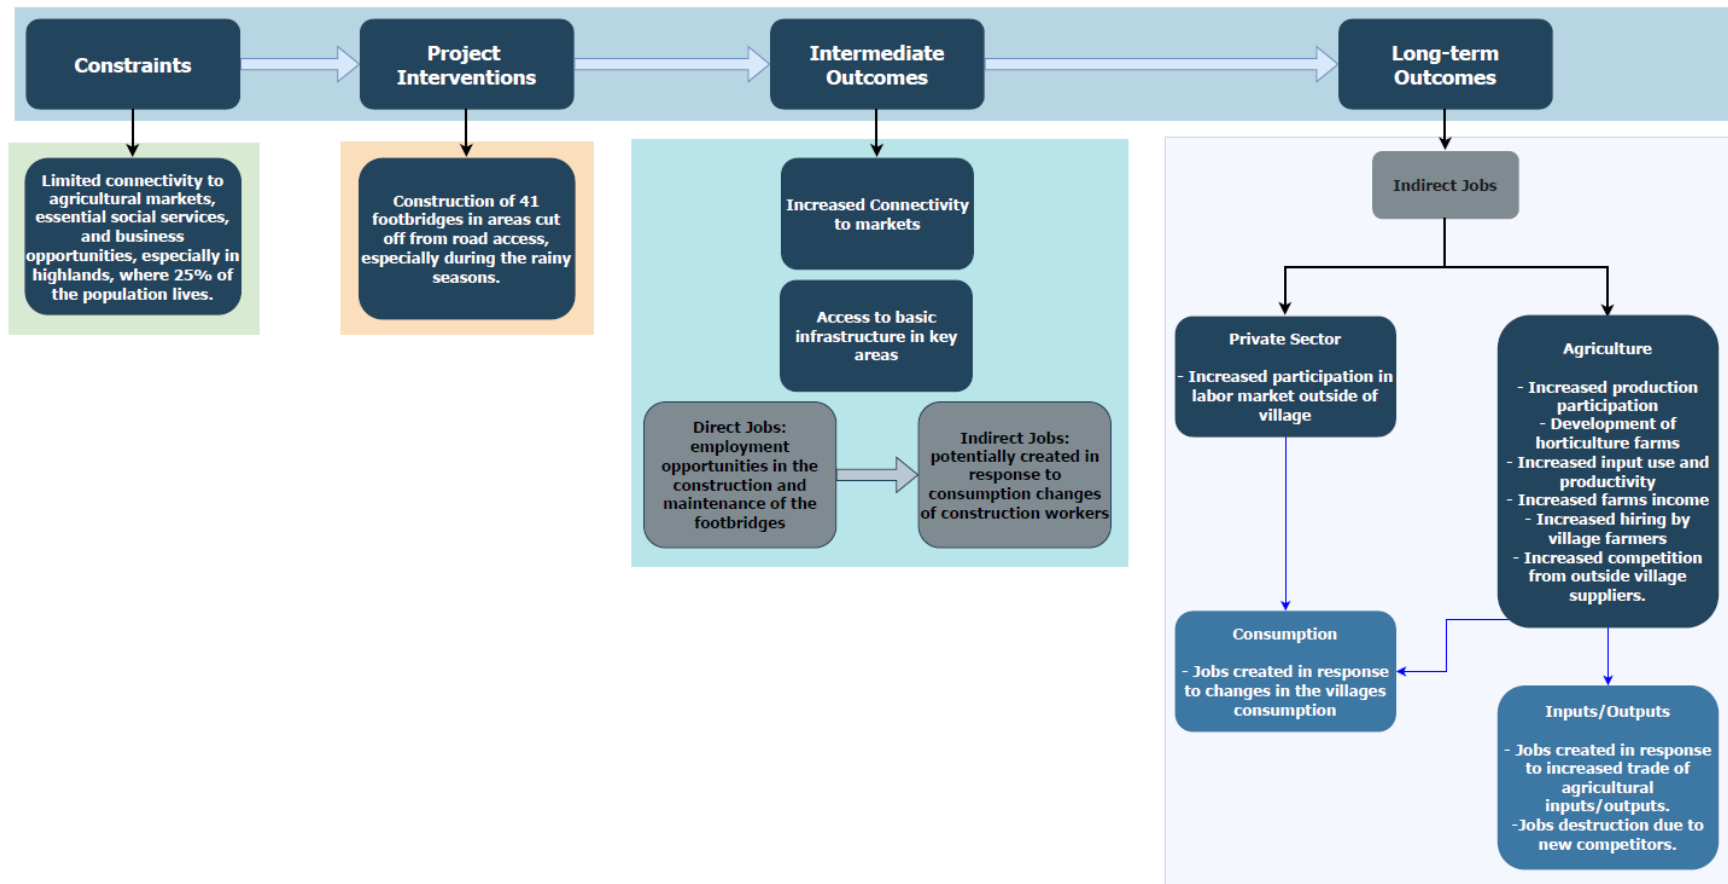 Constraints
Project
Interventions
Intermediate
Outcomes
Long-term
Outcomes
Limited connectivity to
agricultural markets,
essential social services,
and business
opportunities, especially in
highlands, where 25% of
the population lives.
Construction of 41
footbridges in areas cut
off from road access,
especially during the rainy
seasons.
Increased Connectivity
to markets
Access to basic
infrastructure in key
areas
Direct Jobs:
employment
opportunities in the
construction and
maintenance of the
footbridges
Indirect Jobs:
potentially created in
response to
consumption changes
of construction workers
Indirect Jobs
Private Sector
- Increased participation in
labor market outside of
village
Agriculture
- Increased production
participation
- Development of
horticulture farms
- Increased input use and
productivity
- Increased farms income
- Increased hiring by
village farmers
- Increased competition
from outside village
suppliers.
Consumption
- Jobs created in response
to changes in the villages
consumption
Inputs/Outputs
- Jobs created in response
to increased trade of
agricultural
inputs/outputs.
-Jobs destruction due to
new competitors.